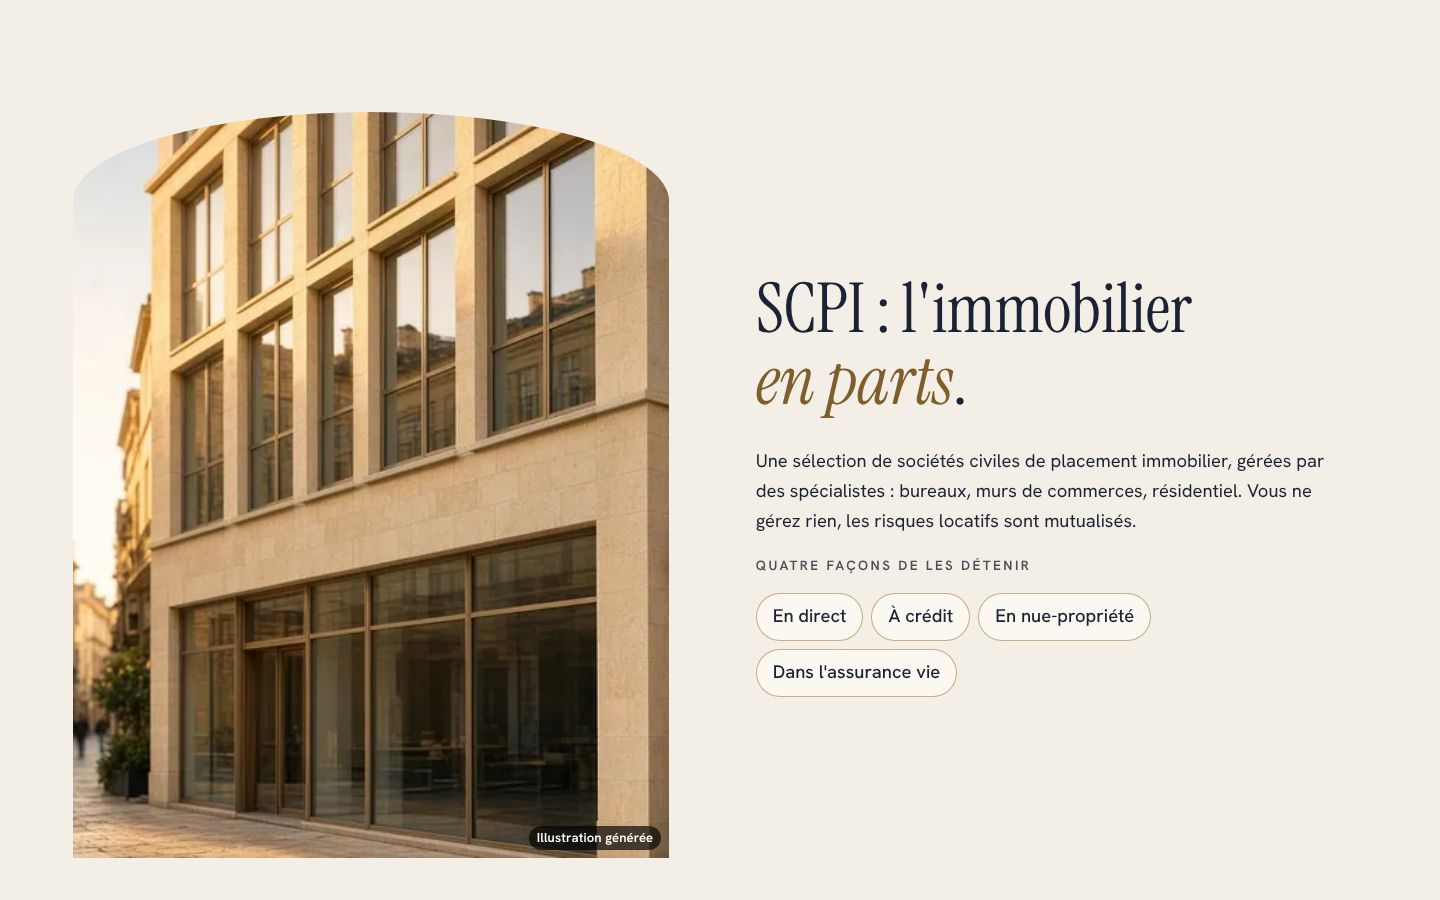 SCPI : l'immobilier
en parts.
Une sélection de sociétés civiles de placement immobilier, gérées par
des spécialistes : bureaux, murs de commerces, résidentiel. Vous ne
gérez rien, les risques locatifs sont mutualisés.
QUATRE FAÇONS DE LES DÉTENIR
En direct
À crédit
En nue-propriété
Dans l'assurance vie
Illustration générée